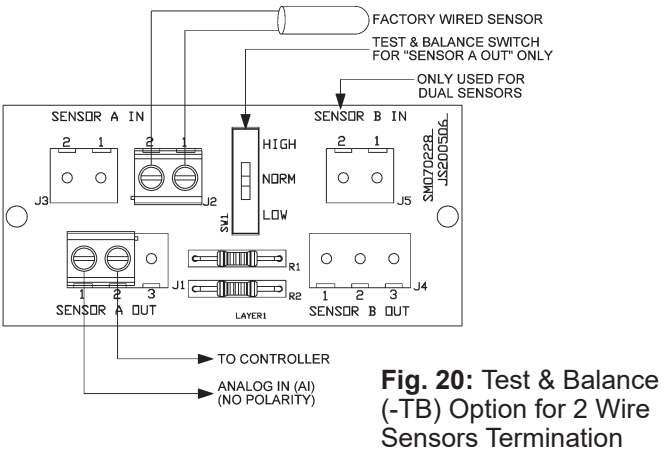 FACTORY WIRED SENSOR
TEST & BALANCE SWITCH
FOR "SENSOR A OUT" ONLY
ONLY USED FOR
DUAL SENSORS
SENSOR A IN
SENSOR B IN
2 1
2 1
HIGH
2 1
NORM
LOW
J3
J2
SW1
J5
SM070228
JS200506
R1
R2
J1
J4
1 2 3
1 2 3
SENSOR A OUT
LAYER1
SENSOR B OUT
TO CONTROLLER
ANALOG IN (AI)
(NO POLARITY)
Fig. 20: Test & Balance
(-TB) Option for 2 Wire
Sensors Termination